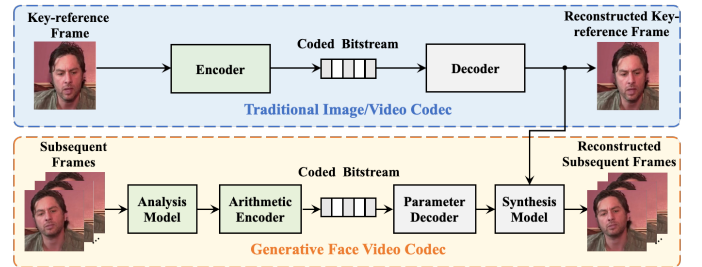 Key-reference
Frame
Encoder
Coded Bitstream
Decoder
Reconstructed Key-
reference Frame
Traditional Image/Video Codec
Subsequent
Frames
Analysis
Model
Arithmetic
Encoder
Coded Bitstream
Parameter
Decoder
Synthesis
Model
Reconstructed
Subsequent Frames
Generative Face Video Codec